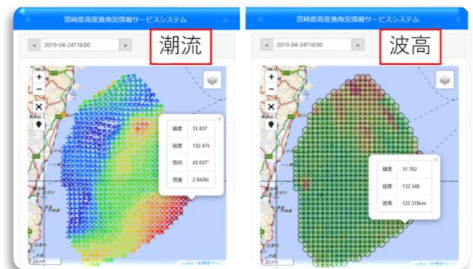 宮崎県高度漁海況情報サービスシステム
<
2019-04-24T18:00
>
潮流
+
-
緯度 31.837
経度 132.475
流向 43.037°
流速 2.842kt
宮崎県高度漁海況情報サービスシステム
<
2019-04-24T18:00
>
波高
+
-
緯度 31.782
経度 132.348
波高 122.318cm